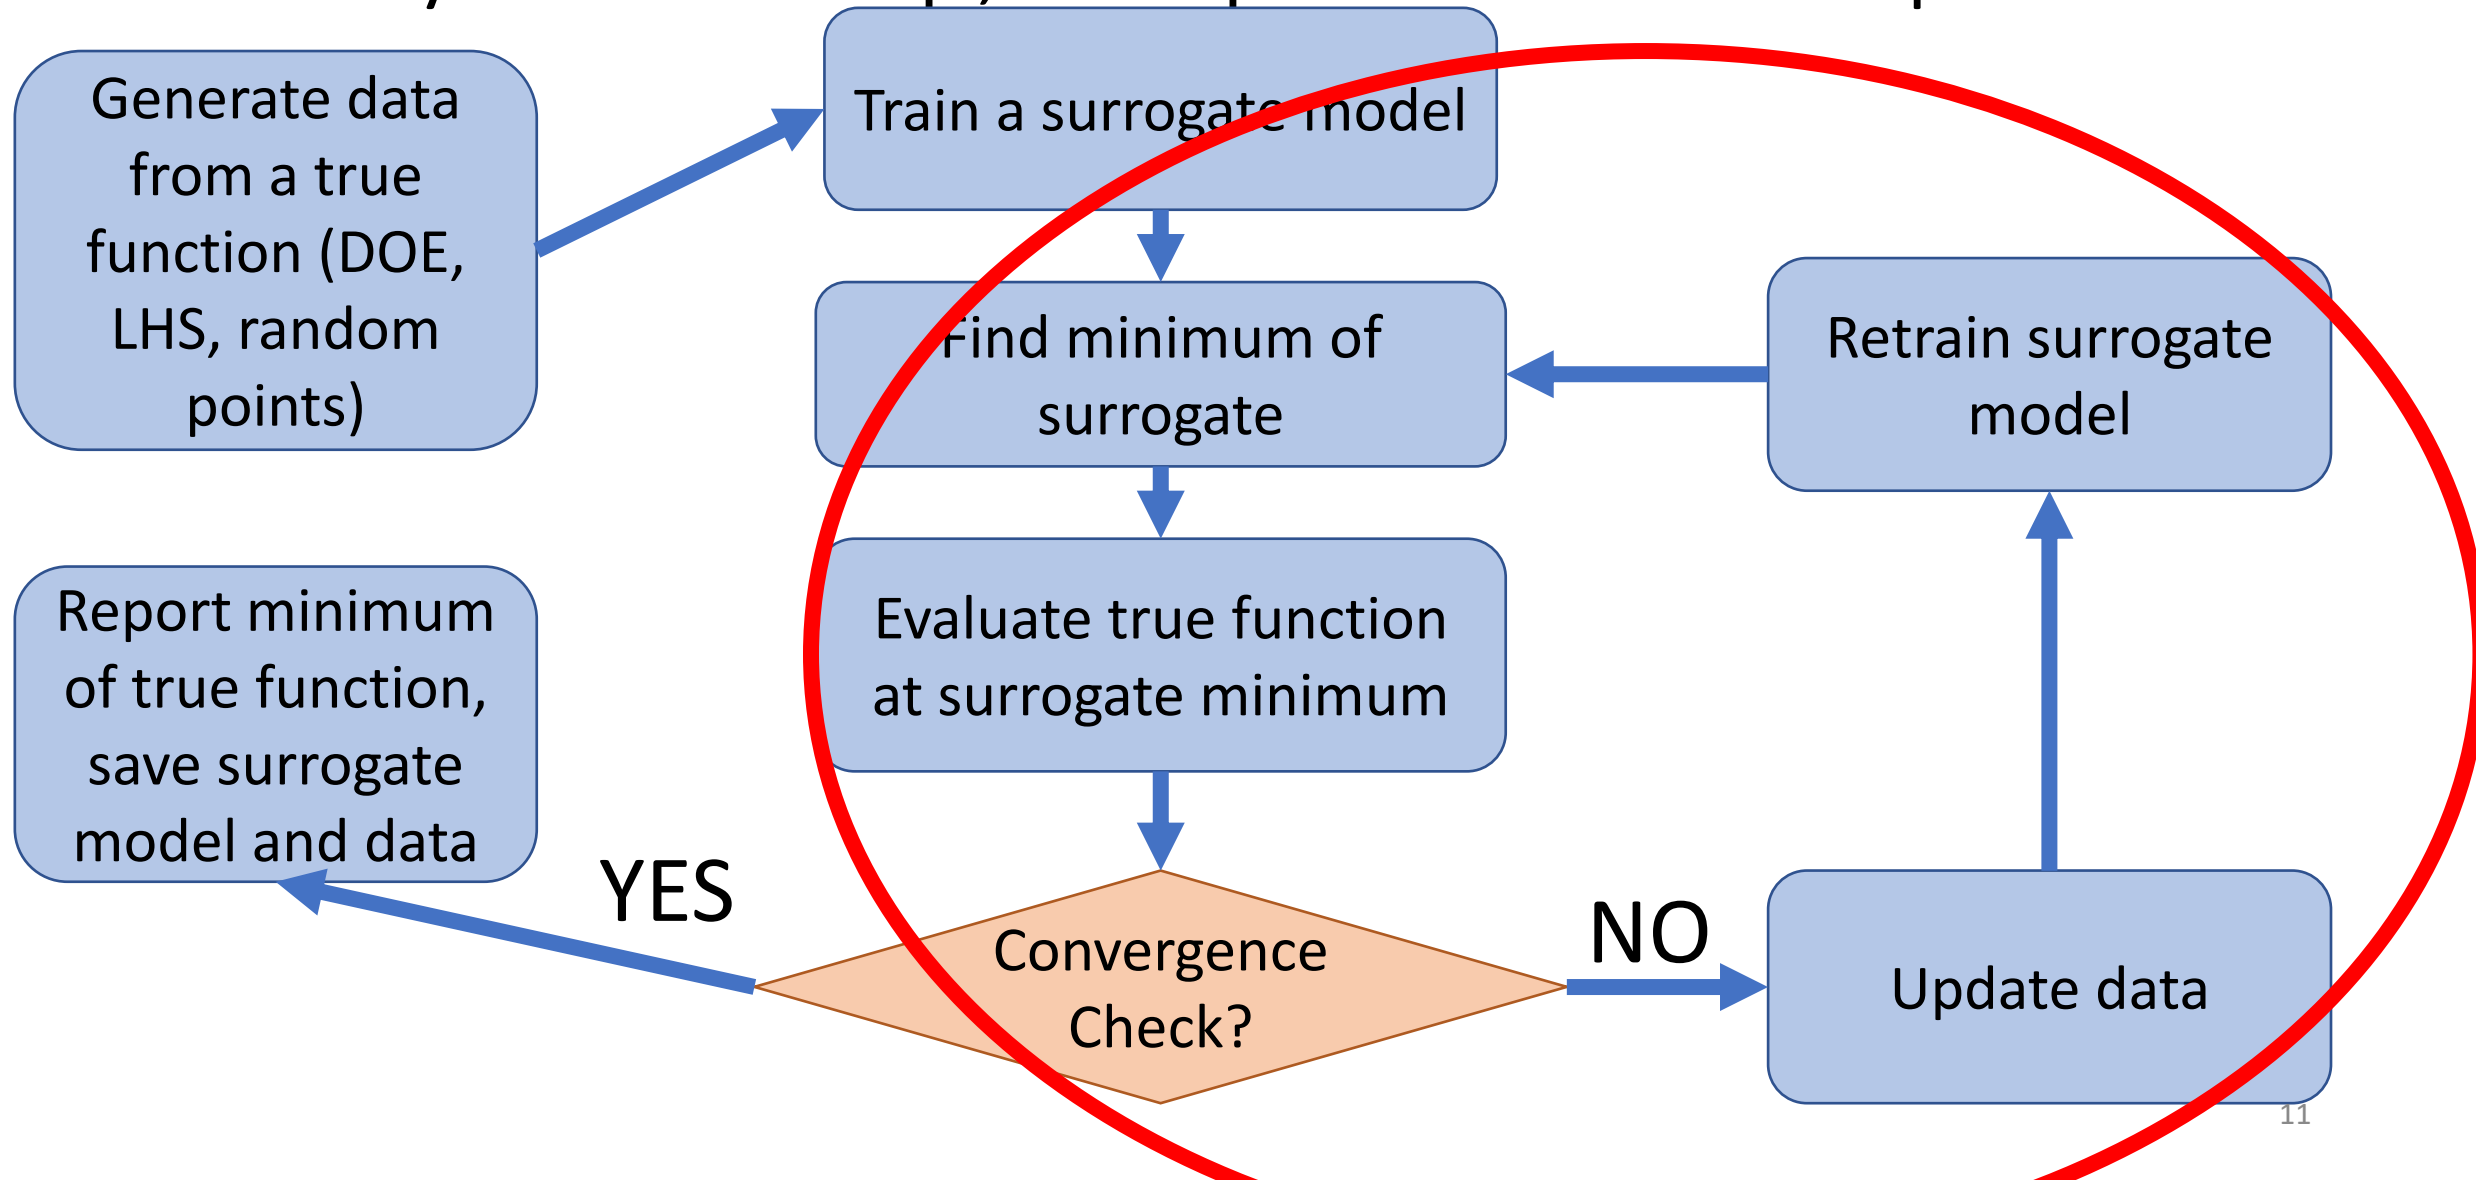 Generate data
from a true
function (DOE,
LHS, random
points)
Train a surrogate model
Find minimum of
surrogate
Retrain surrogate
model
Evaluate true function
at surrogate minimum
Report minimum
of true function,
save surrogate
model and data
YES
Convergence
Check?
NO
Update data
11